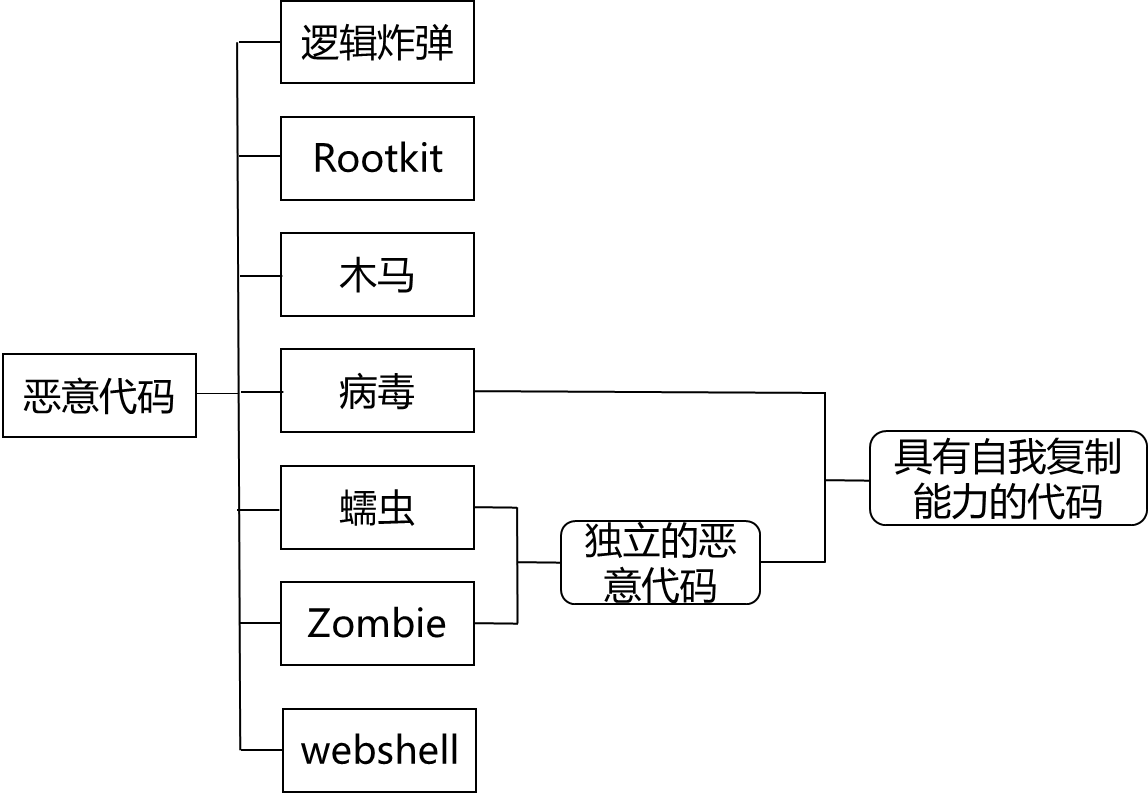 逻辑炸弹
Rootkit
木马
恶意代码
病毒
蠕虫
Zombie
webshell
独立的恶
意代码
具有自我复制
能力的代码